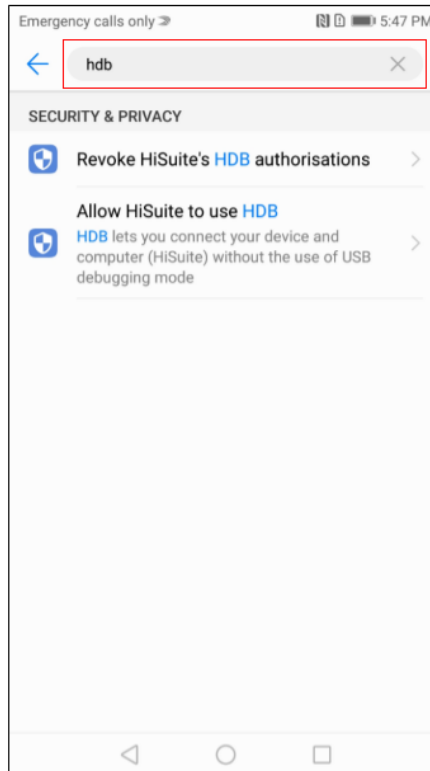 Emergency calls only 5:47 PM
hdb
SECURITY & PRIVACY
Revoke HiSuite's HDB authorisations
Allow HiSuite to use HDB
HDB lets you connect your device and
computer (HiSuite) without the use of USB
debugging mode